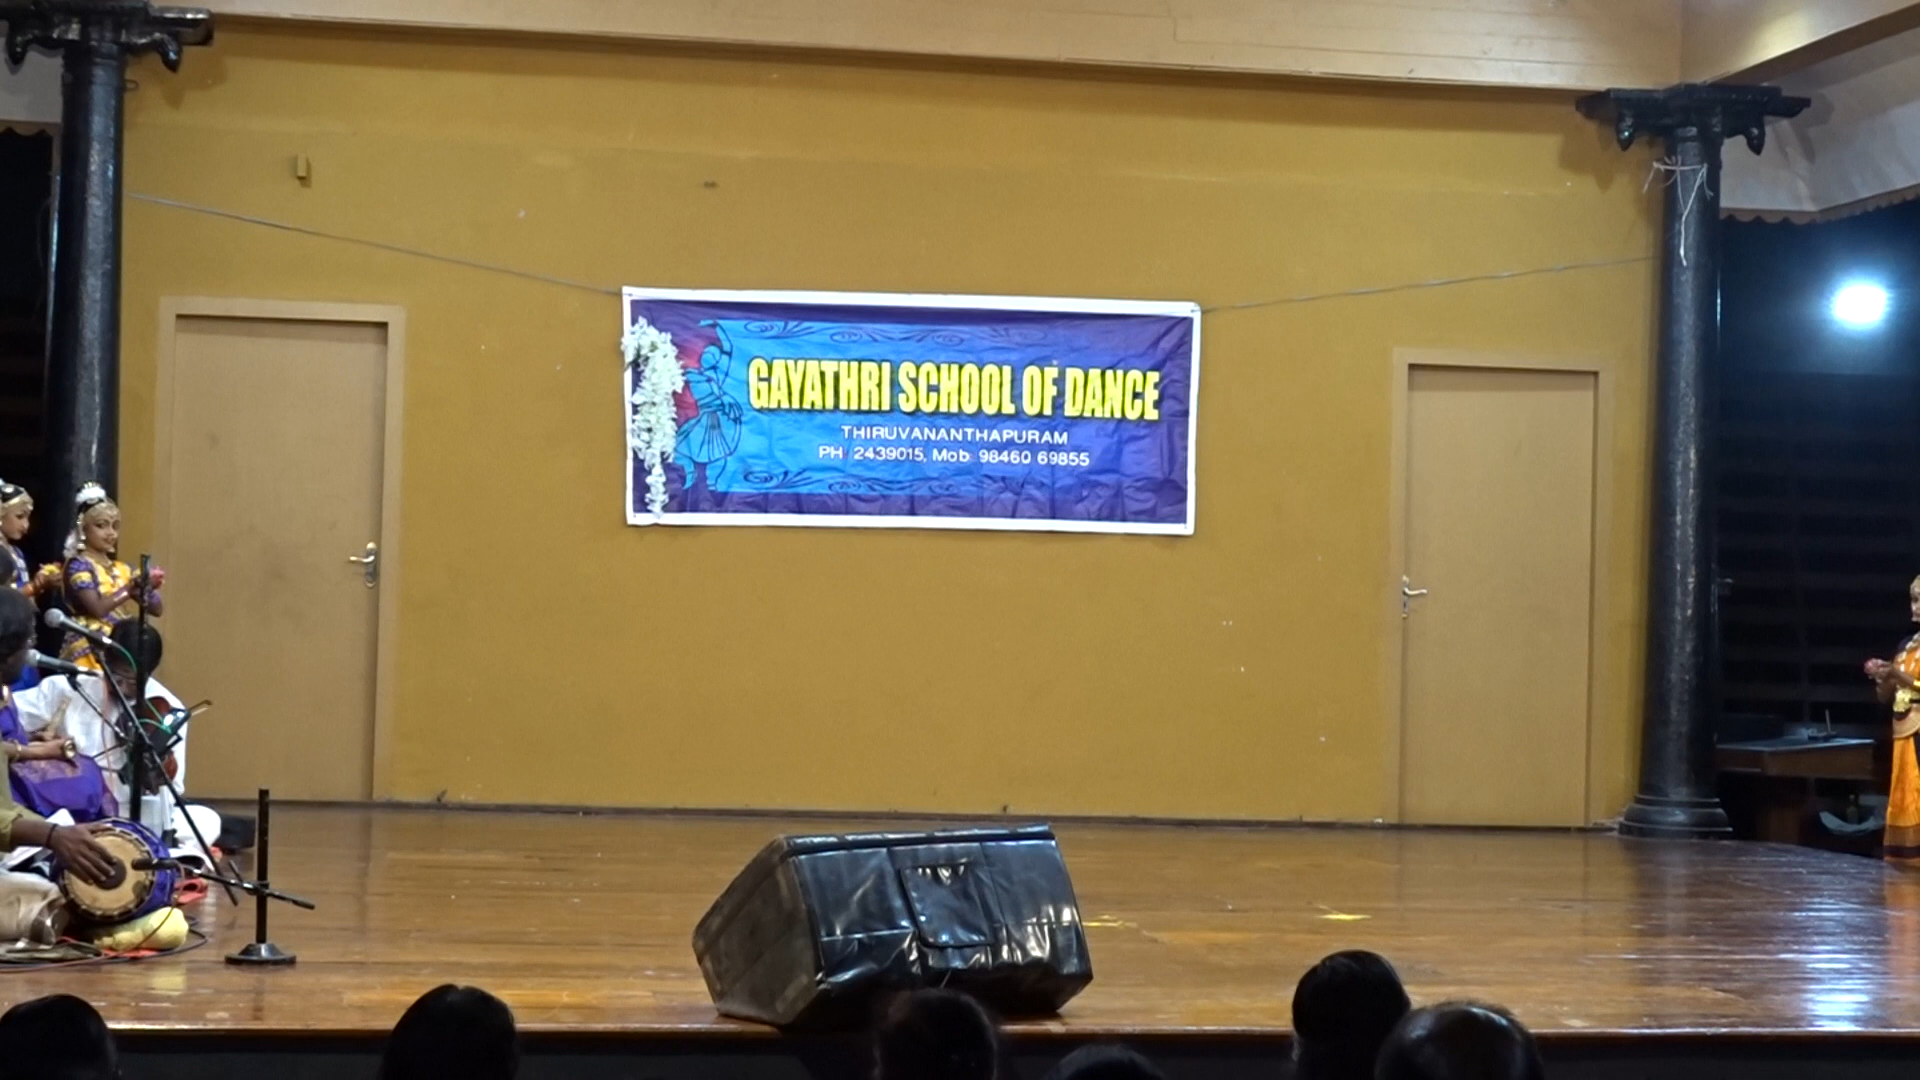 GAYATHRI SCHOOL OF DANCE
THIRUVANANTHAPURAM
PH: 2439015, Mob: 98460 69855